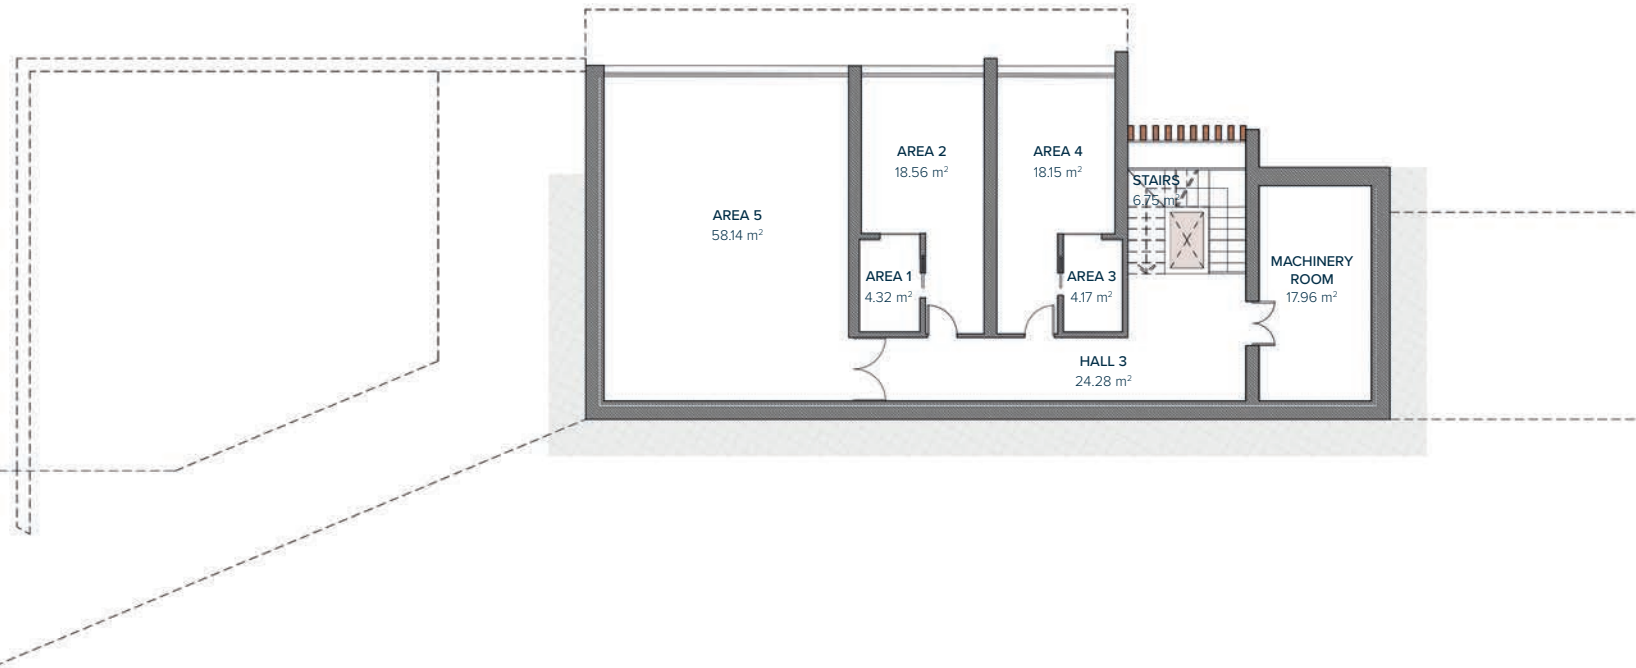 AREA 2
18.56 m²
AREA 4
18.15 m²
STAIRS
6.75 m²
AREA 5
58.14 m²
AREA 1
4.32 m²
AREA 3
4.17 m²
MACHINERY
ROOM
17.96 m²
HALL 3
24.28 m²